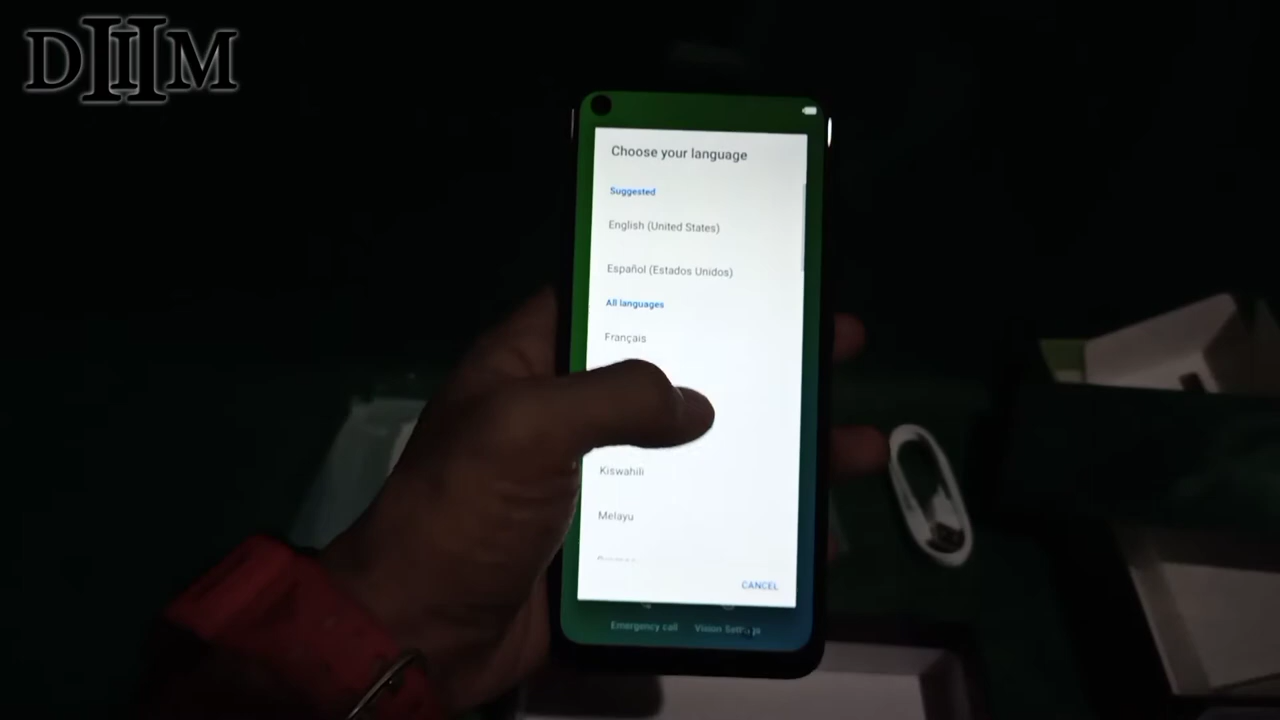 DIIM
Choose your language
Suggested
English (United States)
Español (Estados Unidos)
All languages
Français
Kiswahili
Melayu
CANCEL
Emergency call
Vision Settings